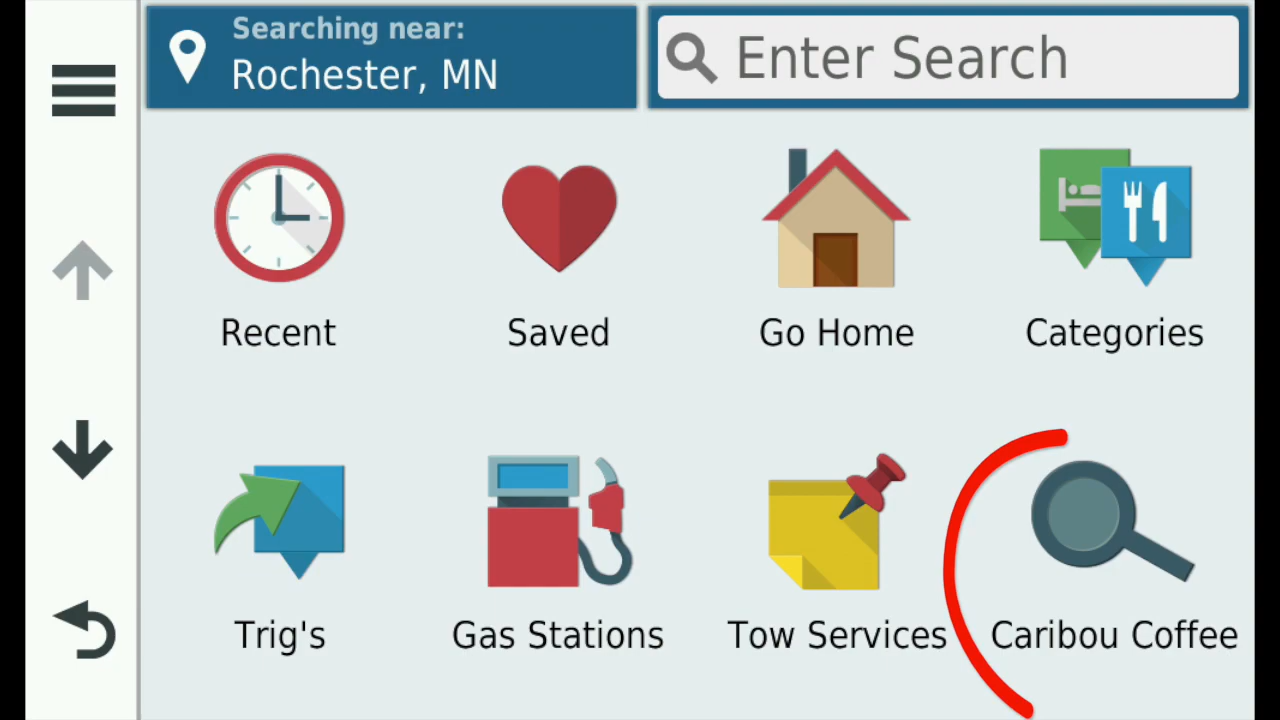 Searching near:
Rochester, MN
Enter Search
Recent
Saved
Go Home
Categories
Trig's
Gas Stations
Tow Services
Caribou Coffee